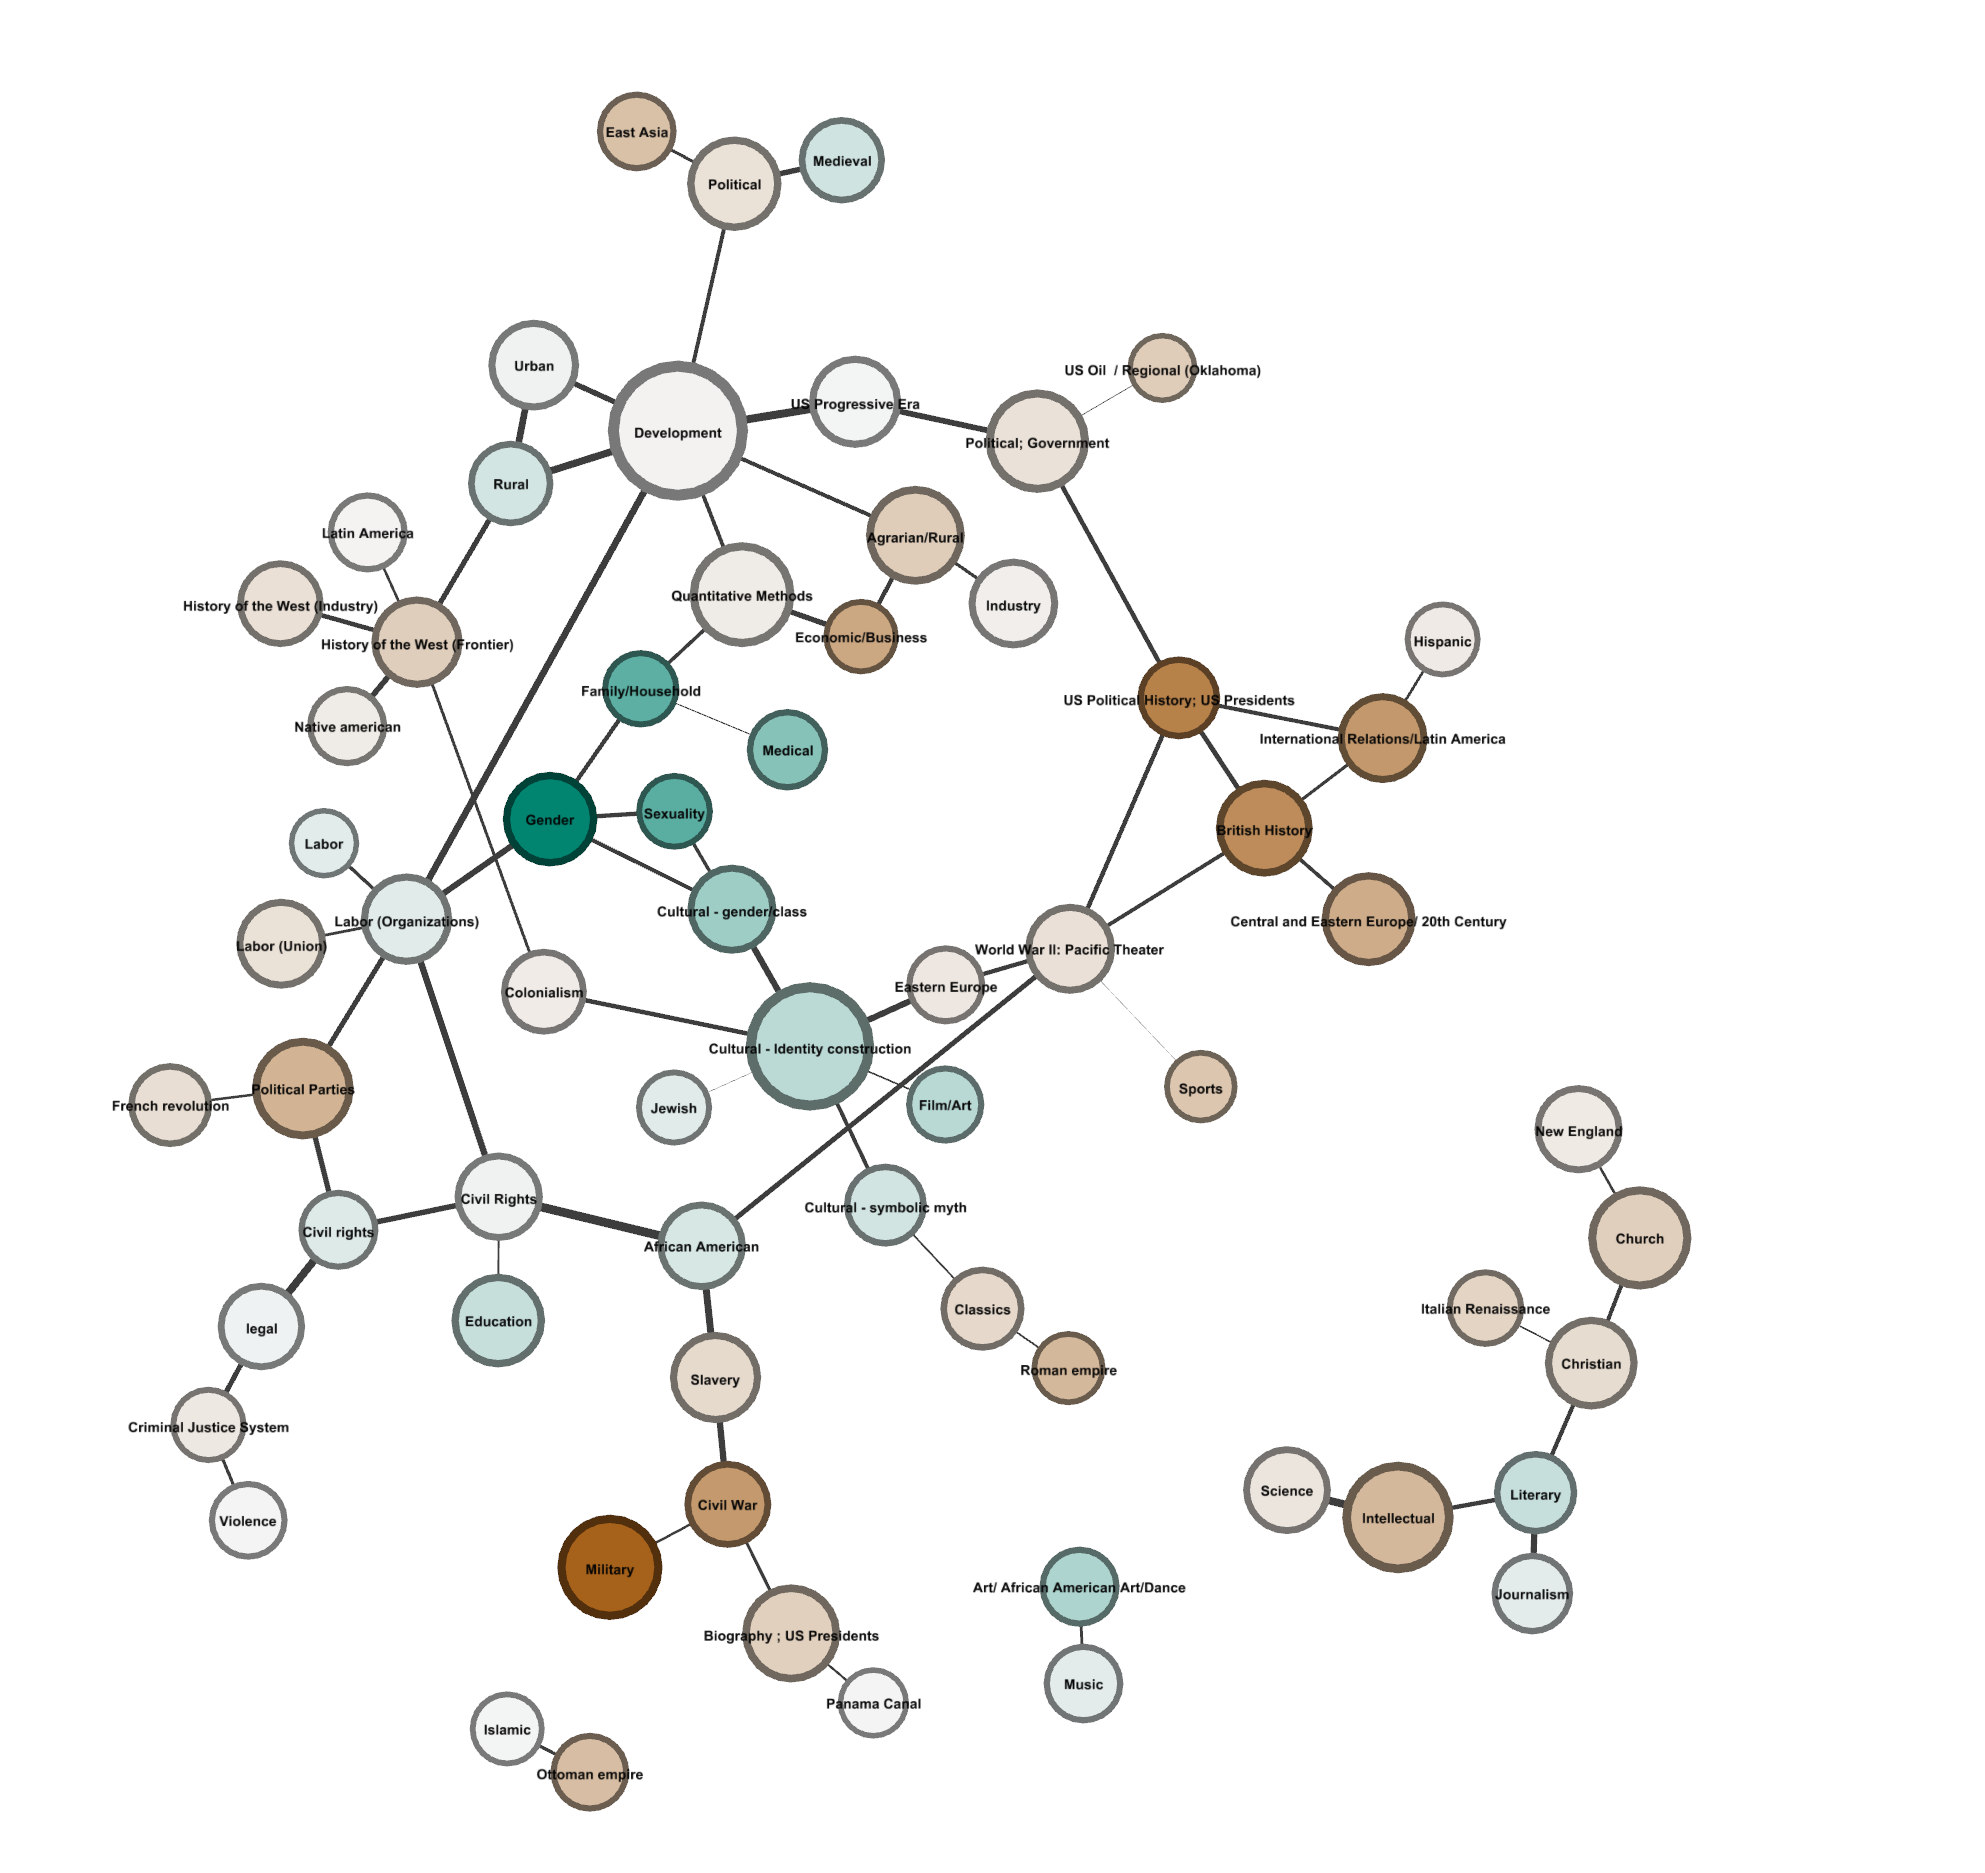 East Asia
Medieval
Political
Urban
US Oil  / Regional (Oklahoma)
US Progressive Era
Development
Political; Government
Rural
Latin America
Agrarian/Rural
Quantitative Methods
History of the West (Industry)
Industry
Economic/Business
History of the West (Frontier)
Hispanic
Family/Household
US Political History; US Presidents
Native american
International Relations/Latin America
Medical
Sexuality
Gender
British History
Labor
Cultural - gender/class
Labor (Organizations)
Central and Eastern Europe/ 20th Century
Labor (Union)
World War II: Pacific Theater
Eastern Europe
Colonialism
Cultural - Identity construction
Political Parties
Sports
French revolution
Jewish
Film/Art
New England
Civil Rights
Cultural - symbolic myth
Civil rights
Church
African American
Classics
Italian Renaissance
Education
legal
Christian
Roman empire
Slavery
Criminal Justice System
Science
Literary
Civil War
Intellectual
Violence
Military
Art/ African American Art/Dance
Journalism
Biography ; US Presidents
Music
Panama Canal
Islamic
Ottoman empire